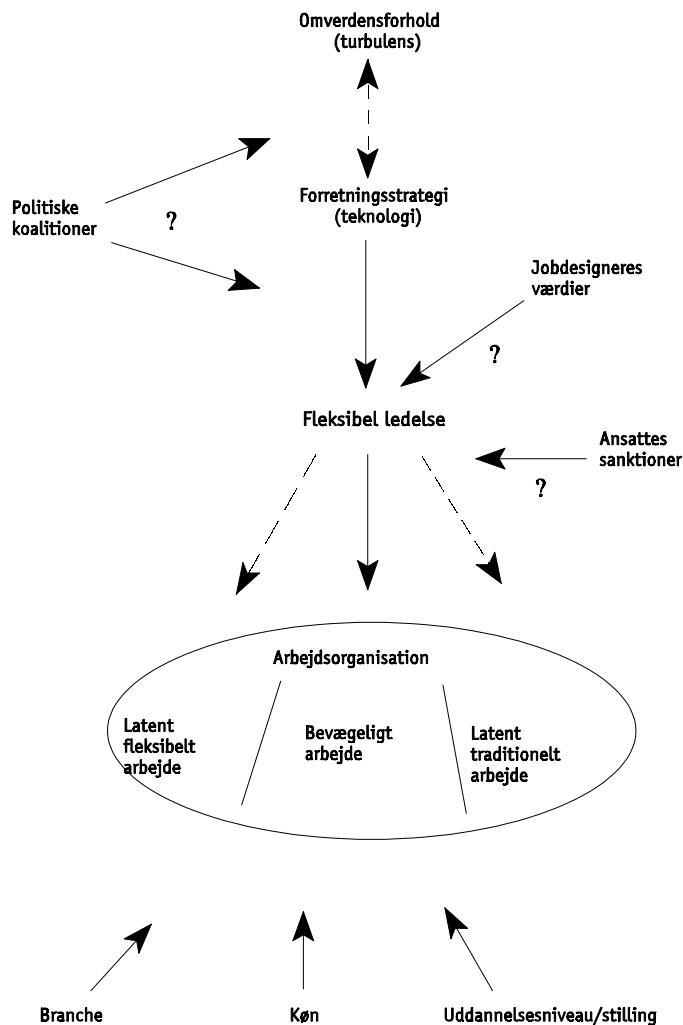 Omverdensforhold
(turbulens)
Forretningsstrategi
(teknologi)
Politiske
koalitioner
?
Jobdesigneres
værdier
?
Fleksibel ledelse
Ansattes
sanktioner
?
Arbejdsorganisation
Latent
fleksibelt
arbejde
Bevægeligt
arbejde
Latent
traditionelt
arbejde
Branche
Køn
Uddannelsesniveau/stilling